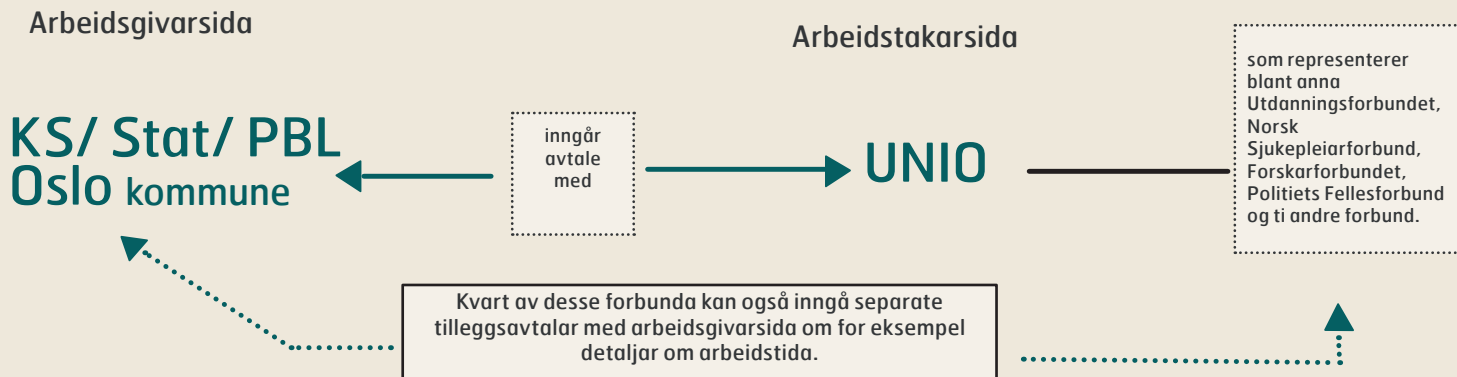 Arbeidsgivarsida
Arbeidstakarsida
KS/ Stat/ PBL
Oslo kommune
inngår
avtale
med
UNIO
som representerer
blant anna
Utdanningsforbundet,
Norsk
Sjukepleiarforbund,
Forskarforbundet,
Politiets Fellesforbund
og ti andre forbund.
Kvart av desse forbunda kan også inngå separate
tilleggsavtalar med arbeidsgivarsida om for eksempel
detaljar om arbeidstida.